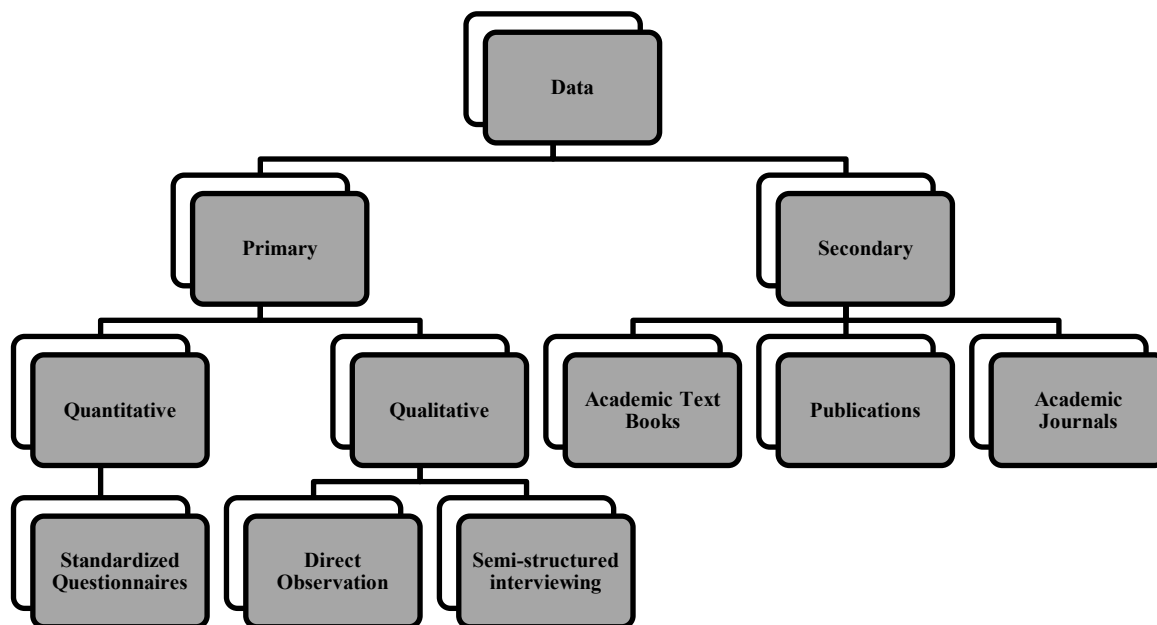 Data
Primary
Secondary
Quantitative
Qualitative
Academic Text
Books
Publications
Academic
Journals
Standardized
Questionnaires
Direct
Observation
Semi-structured
interviewing